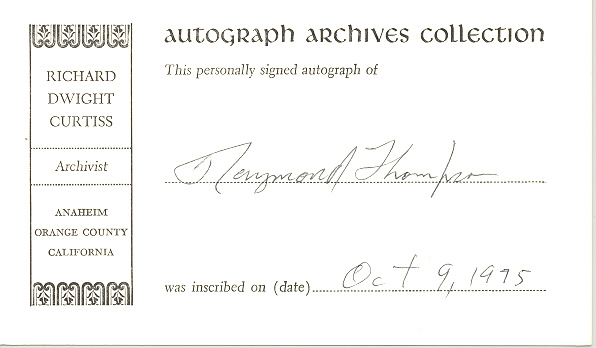 RICHARD
DWIGHT
CURTISS
Archivist
ANAHEIM
ORANGE COUNTY
CALIFORNIA
AUTOGRAPH ARCHIVES COLLECTION
This personally signed autograph of
Raymond Thompson
was inscribed on (date) Oct 9, 1975